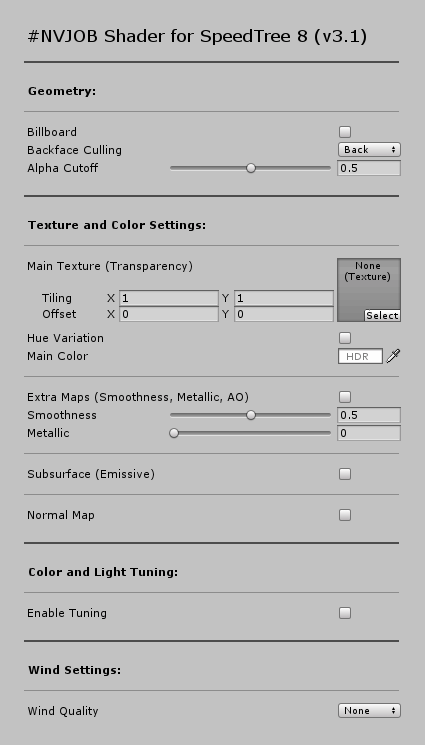 #NVJOB Shader for SpeedTree 8 (v3.1)
Geometry:
Billboard
Backface Culling Back
Alpha Cutoff 0.5
Texture and Color Settings:
Main Texture (Transparency) None
(Texture)
Tiling X 1 Y 1
Offset X 0 Y 0 Select
Hue Variation
Main Color HDR
Extra Maps (Smoothness, Metallic, AO)
Smoothness 0.5
Metallic 0
Subsurface (Emissive)
Normal Map
Color and Light Tuning:
Enable Tuning
Wind Settings:
Wind Quality None